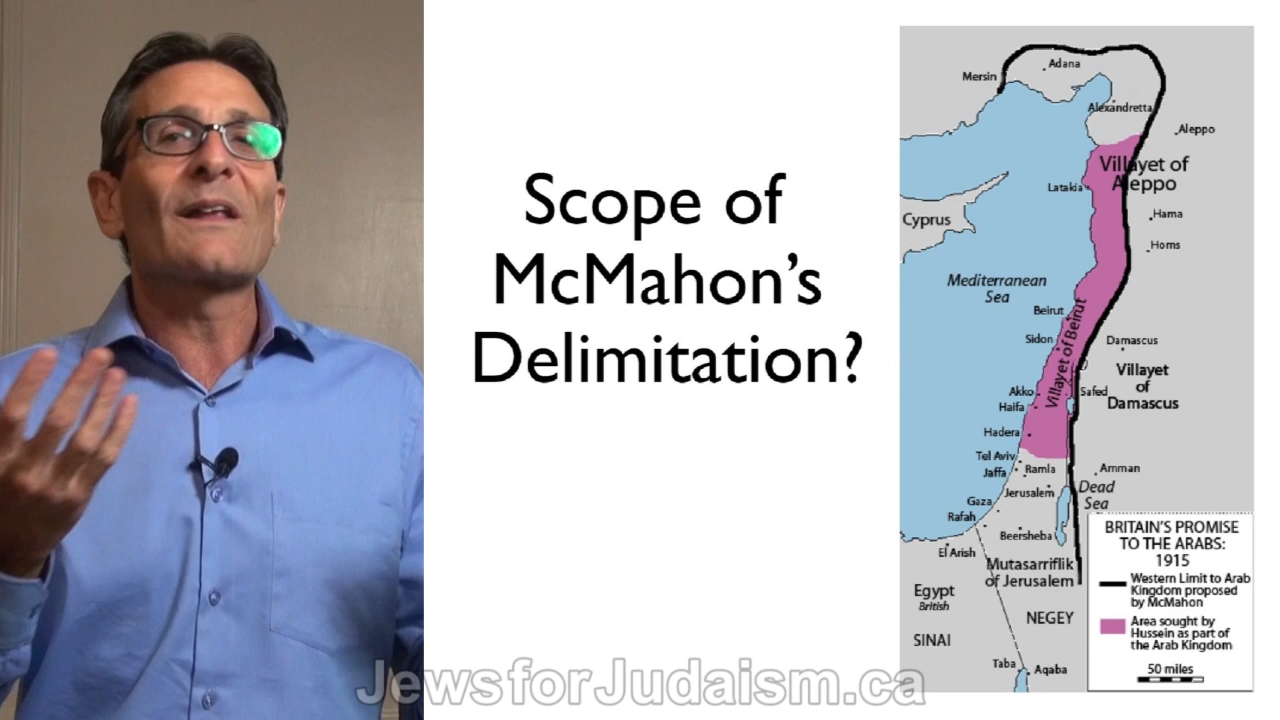 Scope of
McMahon's
Delimitation?
Adana
Mersin
Alexandretta
Aleppo
Villayet of
Aleppo
Latakia
Hama
Cyprus
Homs
Mediterranean
Sea
Beirut
Villayet of Beirut
Sidon
Damascus
Villayet
of
Damascus
Akko
Safed
Haifa
Hadera
Tel Aviv
Jaffa
Ramla
Amman
Jerusalem
Dead
Sea
Gaza
Rafah
Beersheba
El Arish
Mutasarriflik
of Jerusalem
Egypt
British
NEGEY
SINAI
Taba
Aqaba
BRITAIN'S PROMISE
TO THE ARABS:
1915
Western Limit to Arab
Kingdom proposed
by McMahon
Area sought by
Hussein as part of
the Arab Kingdom
50 miles
JewsforJudaism.ca